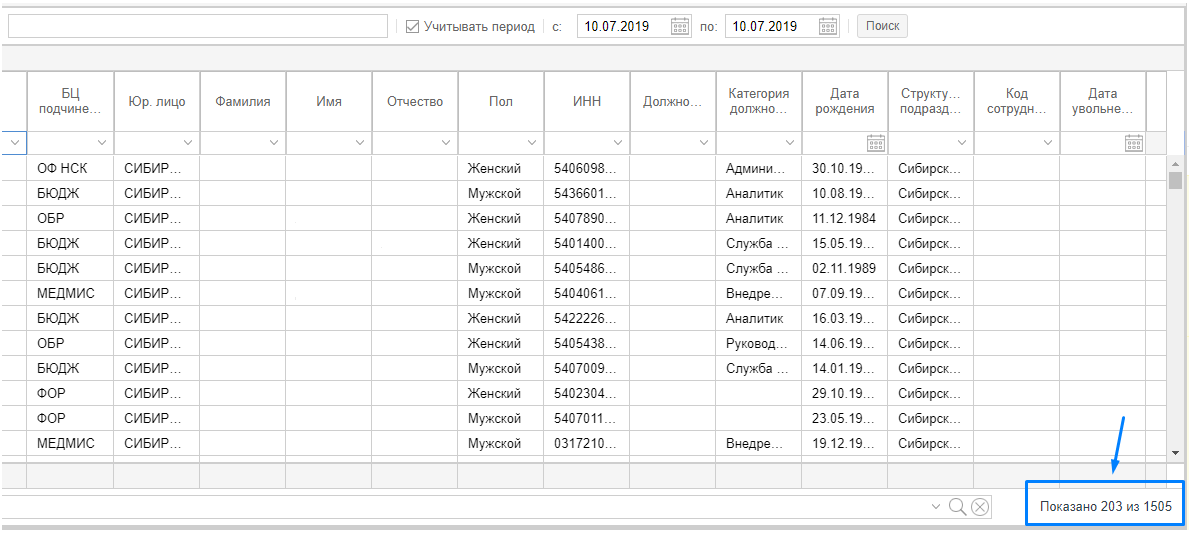 Учитывать период с: 10.07.2019 по: 10.07.2019 Поиск
БЦ подчине... Юр. лицо Фамилия Имя Отчество Пол ИНН Должно... Категория должно... Дата рождения Структу... подразд... Код сотрудн... Дата увольне...
ОФ НСК СИБИР... Женский 5406098... Админи... 30.10.19... Сибирск...
БЮДЖ СИБИР... Мужской 5436601... Аналитик 10.08.19... Сибирск...
ОБР СИБИР... Женский 5407890... Аналитик 11.12.1984 Сибирск...
БЮДЖ СИБИР... Женский 5401400... Служба ... 15.05.19... Сибирск...
БЮДЖ СИБИР... Мужской 5405486... Служба ... 02.11.1989 Сибирск...
МЕДМИС СИБИР... Мужской 5404061... Внедре... 07.09.19... Сибирск...
БЮДЖ СИБИР... Женский 5422226... Аналитик 16.03.19... Сибирск...
ОБР СИБИР... Женский 5405438... Руковод... 14.06.19... Сибирск...
БЮДЖ СИБИР... Мужской 5407009... Служба ... 14.01.19... Сибирск...
ФОР СИБИР... Женский 5402304... 29.10.19... Сибирск...
ФОР СИБИР... Мужской 5407011... 23.05.19... Сибирск...
МЕДМИС СИБИР... Мужской 0317210... Внедре... 19.12.19... Сибирск...
Показано 203 из 1505